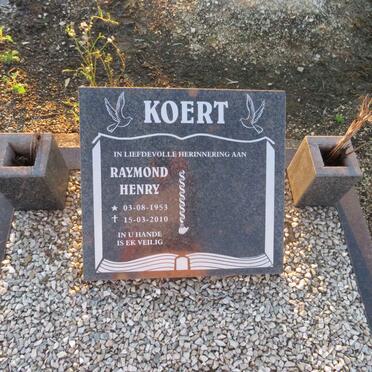 KOERT
IN LIEFDEVOLLE HERINNERING AAN
RAYMOND
HENRY
★ 03-08-1953
✝ 15-03-2010
IN U HANDE
IS EK VEILIG